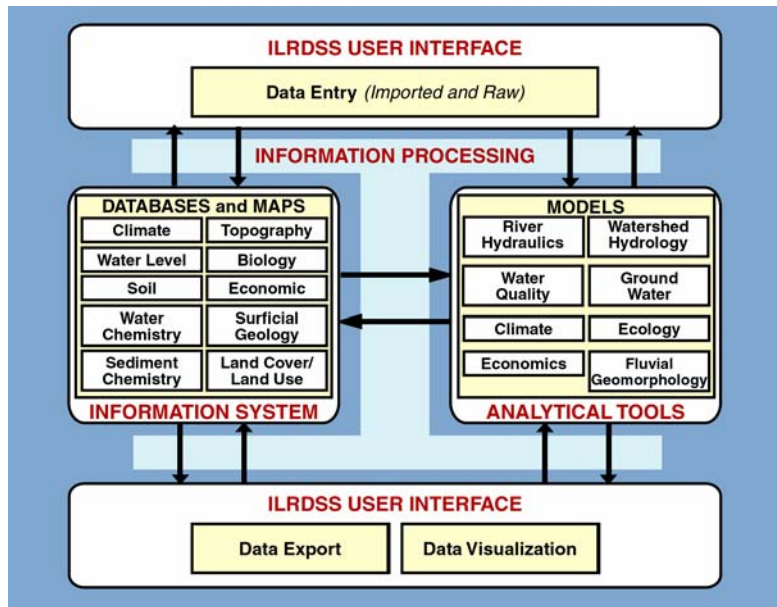 ILRDSS USER INTERFACE
Data Entry (Imported and Raw)
INFORMATION PROCESSING
DATABASES and MAPS
Climate
Topography
Water Level
Biology
Soil
Economic
Water
Chemistry
Surficial
Geology
Sediment
Chemistry
Land Cover/
Land Use
INFORMATION SYSTEM
MODELS
River
Hydraulics
Watershed
Hydrology
Water
Quality
Ground
Water
Climate
Ecology
Economics
Fluvial
Geomorphology
ANALYTICAL TOOLS
ILRDSS USER INTERFACE
Data Export
Data Visualization